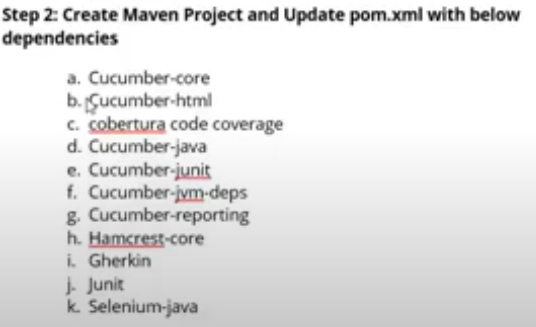 Step 2: Create Maven Project and Update pom.xml with below
dependencies
a. Cucumber-core
b. Cucumber-html
c. cobertura code coverage
d. Cucumber-java
e. Cucumber-junit
f. Cucumber-jvm-deps
g. Cucumber-reporting
h. Hamcrest-core
i. Gherkin
j. Junit
k. Selenium-java